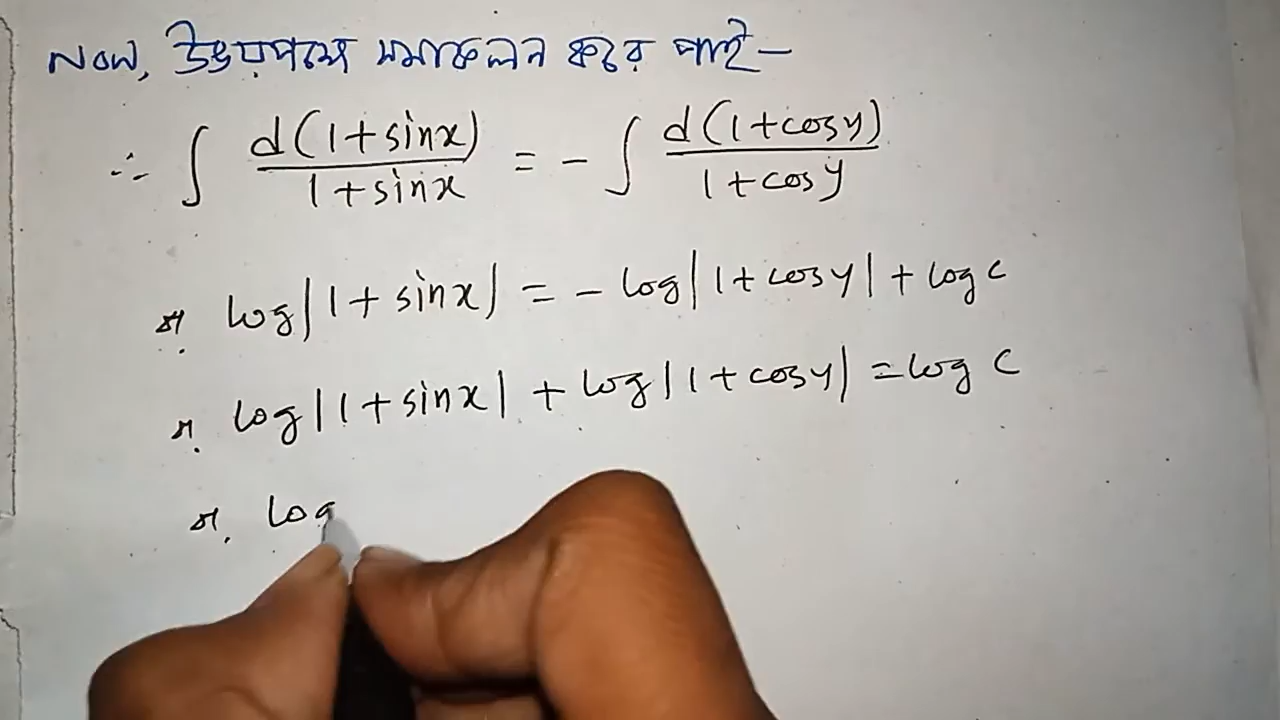 Now, উভয়পক্ষে সমাকলন করে পাই—
∴ ∫ d(1+sinx)/(1+sinx) = - ∫ d(1+cosy)/(1+cosy)
বা, log|1+sinx| = - log|1+cosy| + log c
বা, log|1+sinx| + log|1+cosy| = log c
বা, log